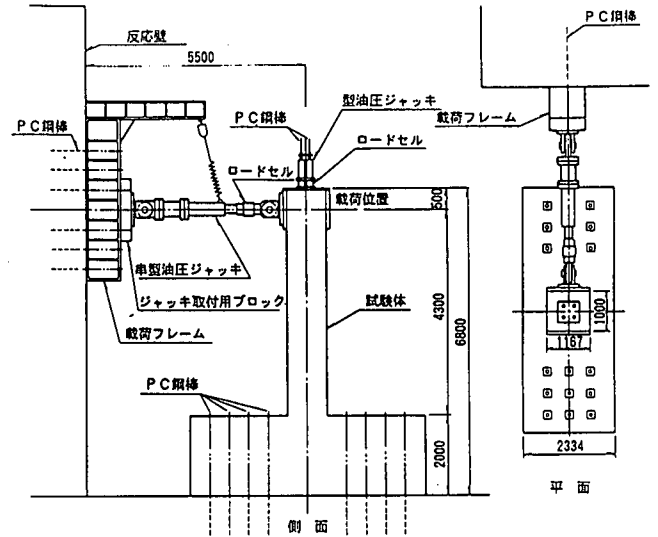 反応壁
5500
PC鋼棒
PC鋼棒
型油圧ジャッキ
ロードセル
ロードセル
載荷位置
500
串型油圧ジャッキ
ジャッキ取付用ブロック
載荷フレーム
試験体
4300
6800
PC鋼棒
2000
側面
PC鋼棒
載荷フレーム
1000
1167
2334
平面